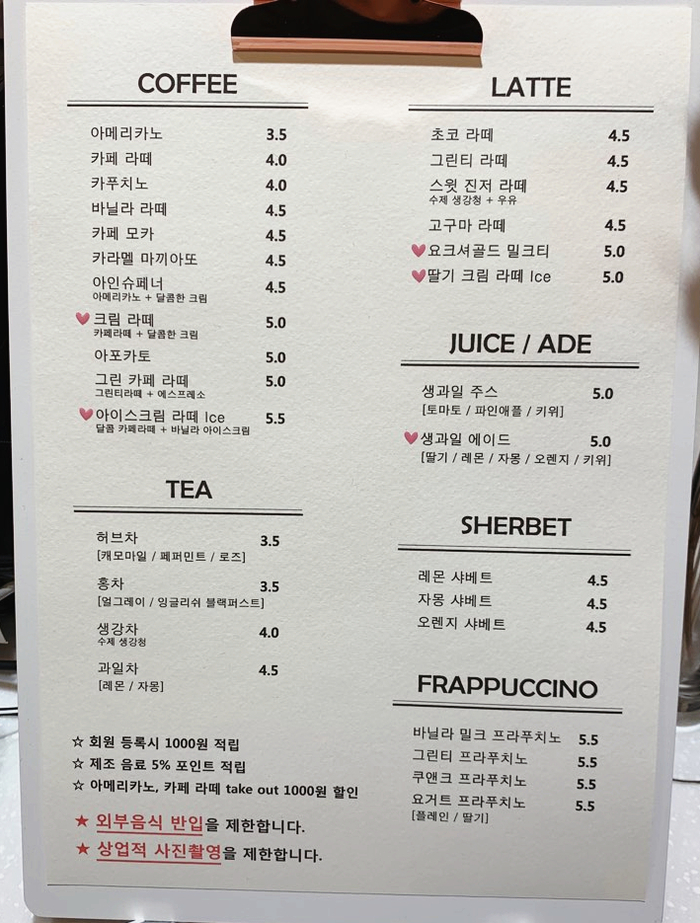 COFFEE
아메리카노 3.5
카페 라떼 4.0
카푸치노 4.0
바닐라 라떼 4.5
카페 모카 4.5
카라멜 마끼아또 4.5
아인슈페너 4.5
아메리카노 + 달콤한 크림
크림 라떼 5.0
카페라떼 + 달콤한 크림
아포카토 5.0
그린 카페 라떼 5.0
그린티라떼 + 에스프레소
아이스크림 라떼 Ice 5.5
달콤 카페라떼 + 바닐라 아이스크림
TEA
허브차 3.5
[캐모마일 / 페퍼민트 / 로즈]
홍차 3.5
[얼그레이 / 잉글리쉬 블랙퍼스트]
생강차 4.0
수제 생강청
과일차 4.5
[레몬 / 자몽]
☆ 회원 등록시 1000원 적립
☆ 제조 음료 5% 포인트 적립
☆ 아메리카노, 카페 라떼 take out 1000원 할인
★ 외부음식 반입을 제한합니다.
★ 상업적 사진촬영을 제한합니다.
LATTE
초코 라떼 4.5
그린티 라떼 4.5
스윗 진저 라떼 4.5
수제 생강청 + 우유
고구마 라떼 4.5
요크셔골드 밀크티 5.0
딸기 크림 라떼 Ice 5.0
JUICE / ADE
생과일 주스 5.0
[토마토 / 파인애플 / 키위]
생과일 에이드 5.0
[딸기 / 레몬 / 자몽 / 오렌지 / 키위]
SHERBET
레몬 샤베트 4.5
자몽 샤베트 4.5
오렌지 샤베트 4.5
FRAPPUCCINO
바닐라 밀크 프라푸치노 5.5
그린티 프라푸치노 5.5
쿠앤크 프라푸치노 5.5
요거트 프라푸치노 5.5
[플레인 / 딸기]